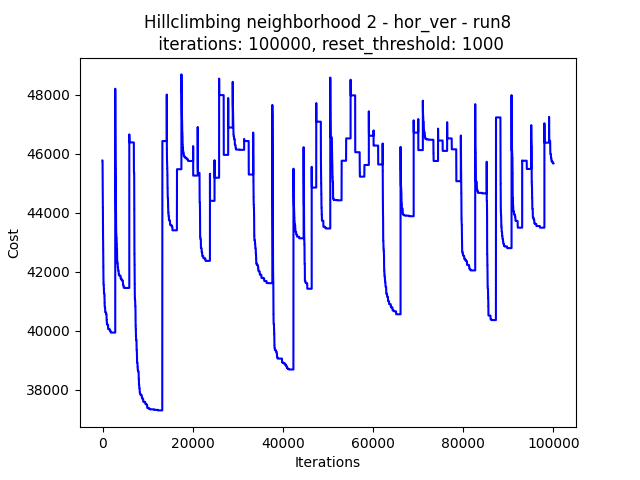 Hillclimbing neighborhood 2 - hor_ver - run8
iterations: 100000, reset_threshold: 1000
48000
46000
44000
42000
40000
38000
Cost
0 20000 40000 60000 80000 100000
Iterations